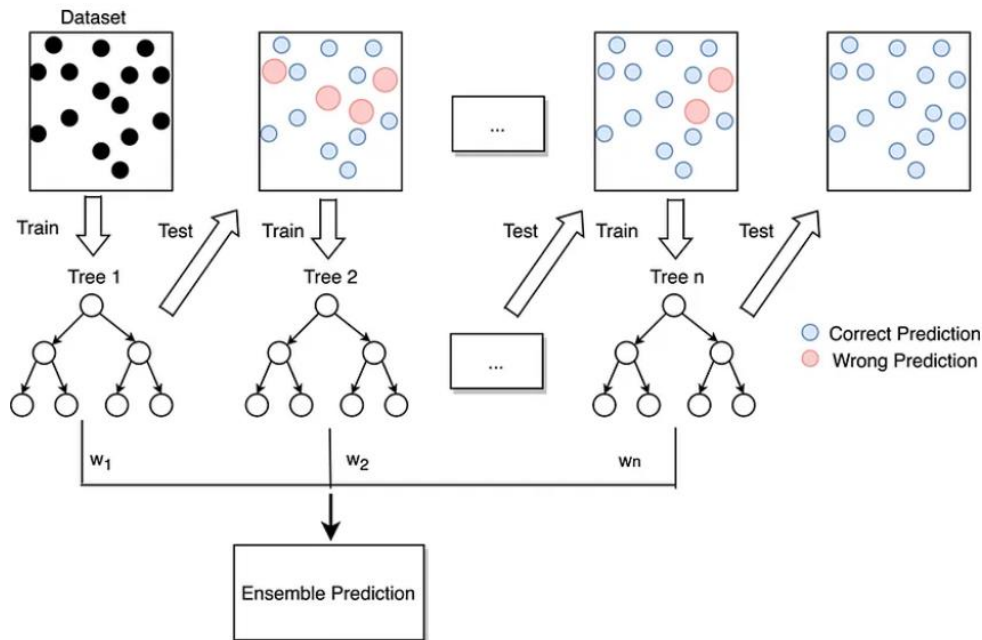 Dataset
...
Train
Test
Train
Test
Train
Test
Tree 1
Tree 2
Tree n
...
Correct Prediction
Wrong Prediction
w1
w2
wn
Ensemble Prediction